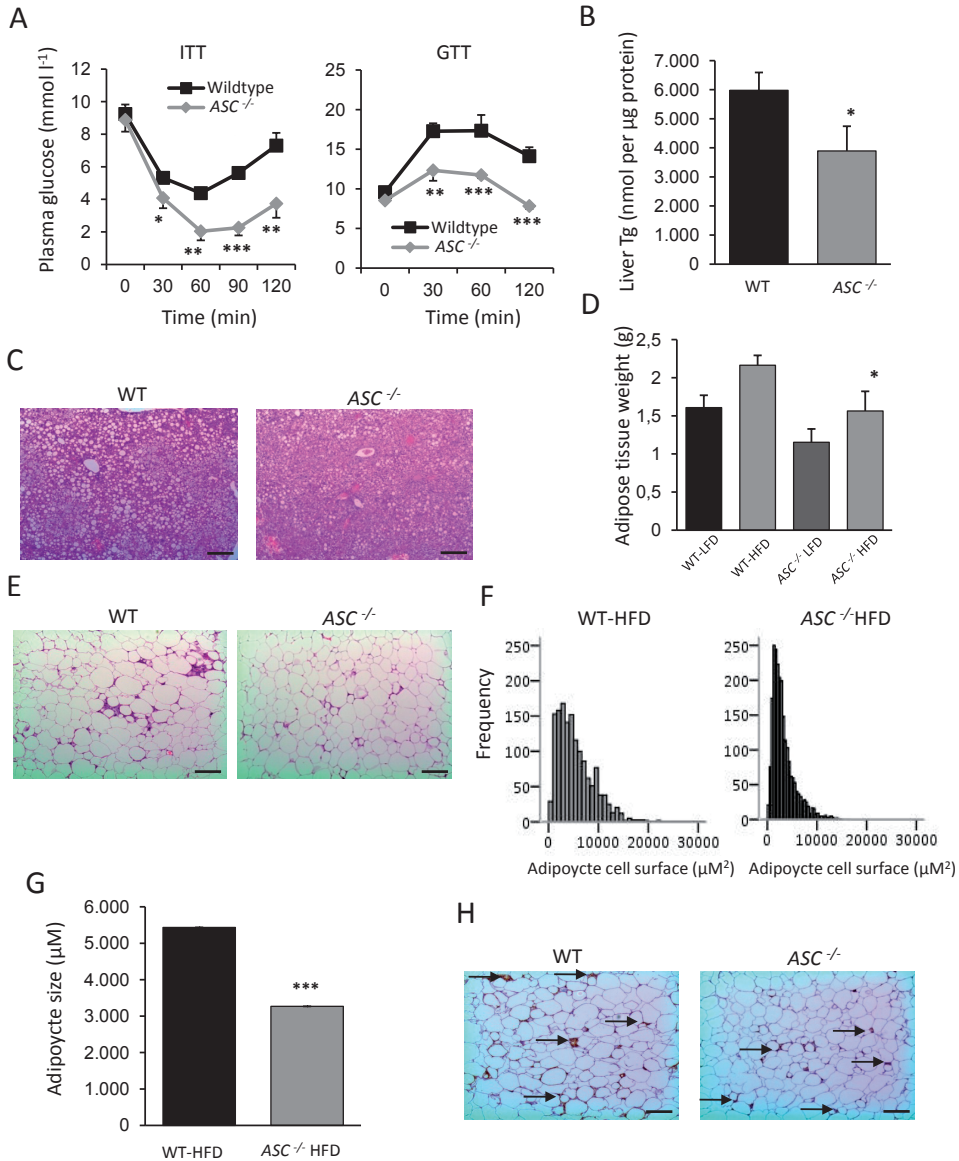 A
ITT
Plasma glucose (mmol l-1)
12
10
8
6
4
2
0
Wildtype
ASC -/-
*
**
***
**
0 30 60 90 120
Time (min)
GTT
25
20
15
10
5
0
**
***
***
Wildtype
ASC -/-
0 30 60 120
Time (min)
B
Liver Tg (nmol per µg protein)
7.000
6.000
5.000
4.000
3.000
2.000
1.000
0
*
WT ASC -/-
C
WT ASC -/-
D
Adipose tissue weight (g)
2,5
2
1,5
1
0,5
0
*
WT-LFD WT-HFD ASC-/- LFD ASC-/- HFD
E
WT ASC -/-
F
WT-HFD
Frequency
250
200
150
100
50
0
0 10000 20000 30000
Adipoycte cell surface (µM2)
ASC -/-HFD
250
200
150
100
50
0
0 10000 20000 30000
Adipoycte cell surface (µM2)
G
Adipoycte size (µM)
6.000
5.000
4.000
3.000
2.000
1.000
0
***
WT-HFD ASC -/- HFD
H
WT ASC -/-